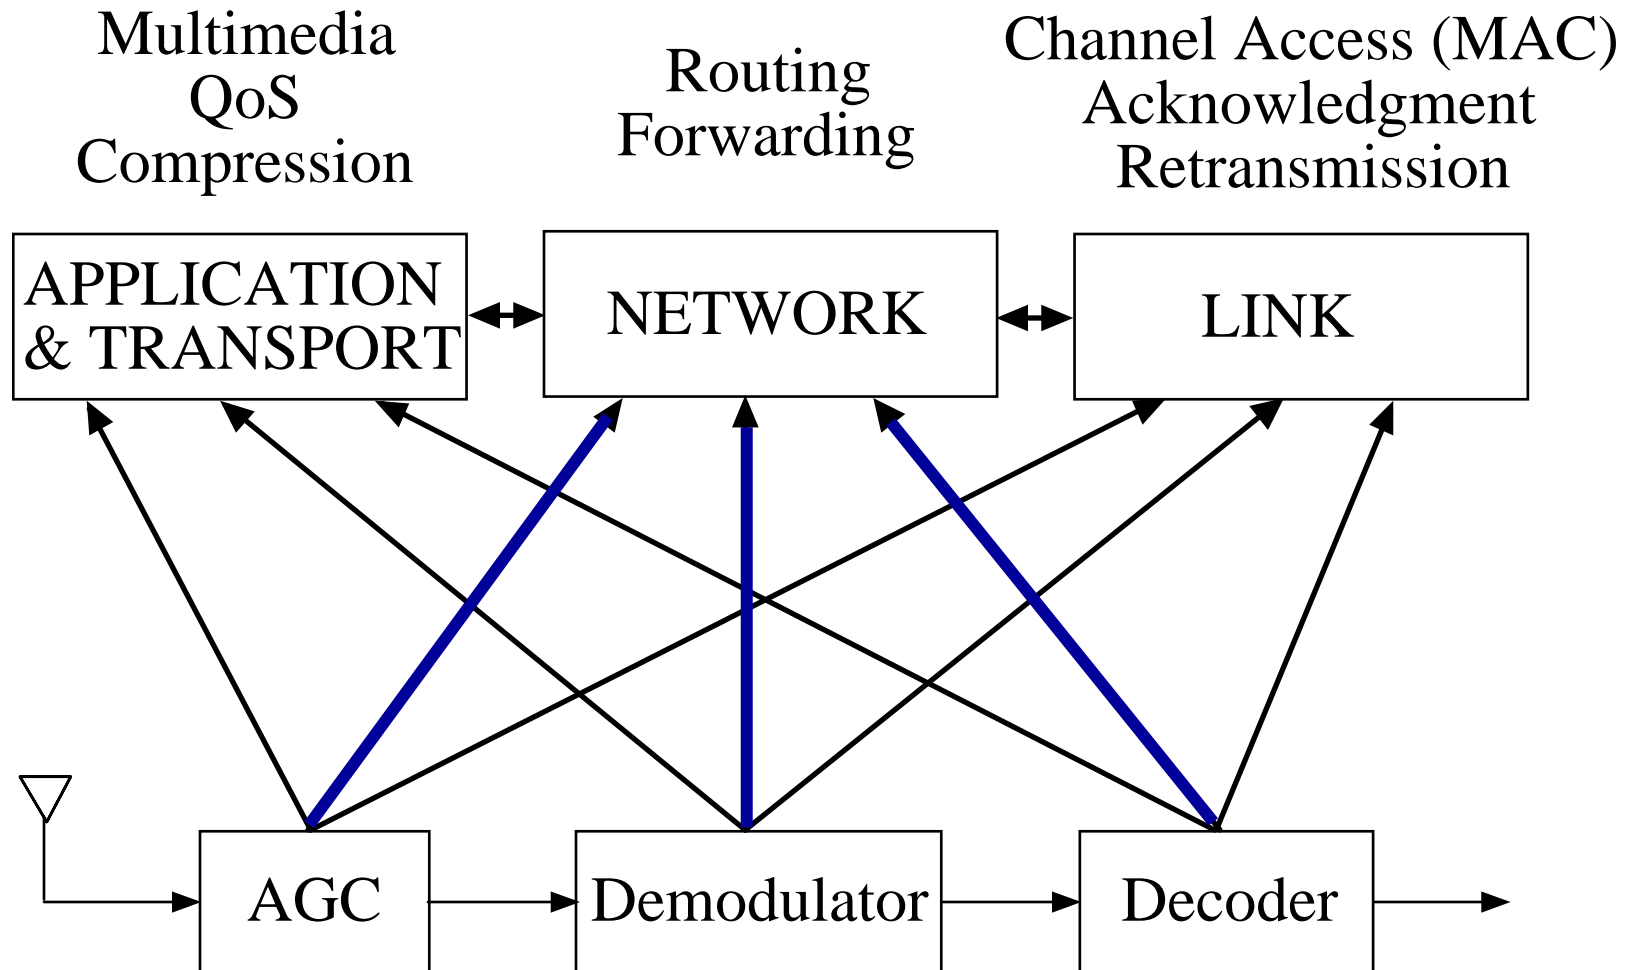 Multimedia
QoS
Compression
Routing
Forwarding
Channel Access (MAC)
Acknowledgment
Retransmission
APPLICATION
& TRANSPORT
NETWORK
LINK
AGC
Demodulator
Decoder